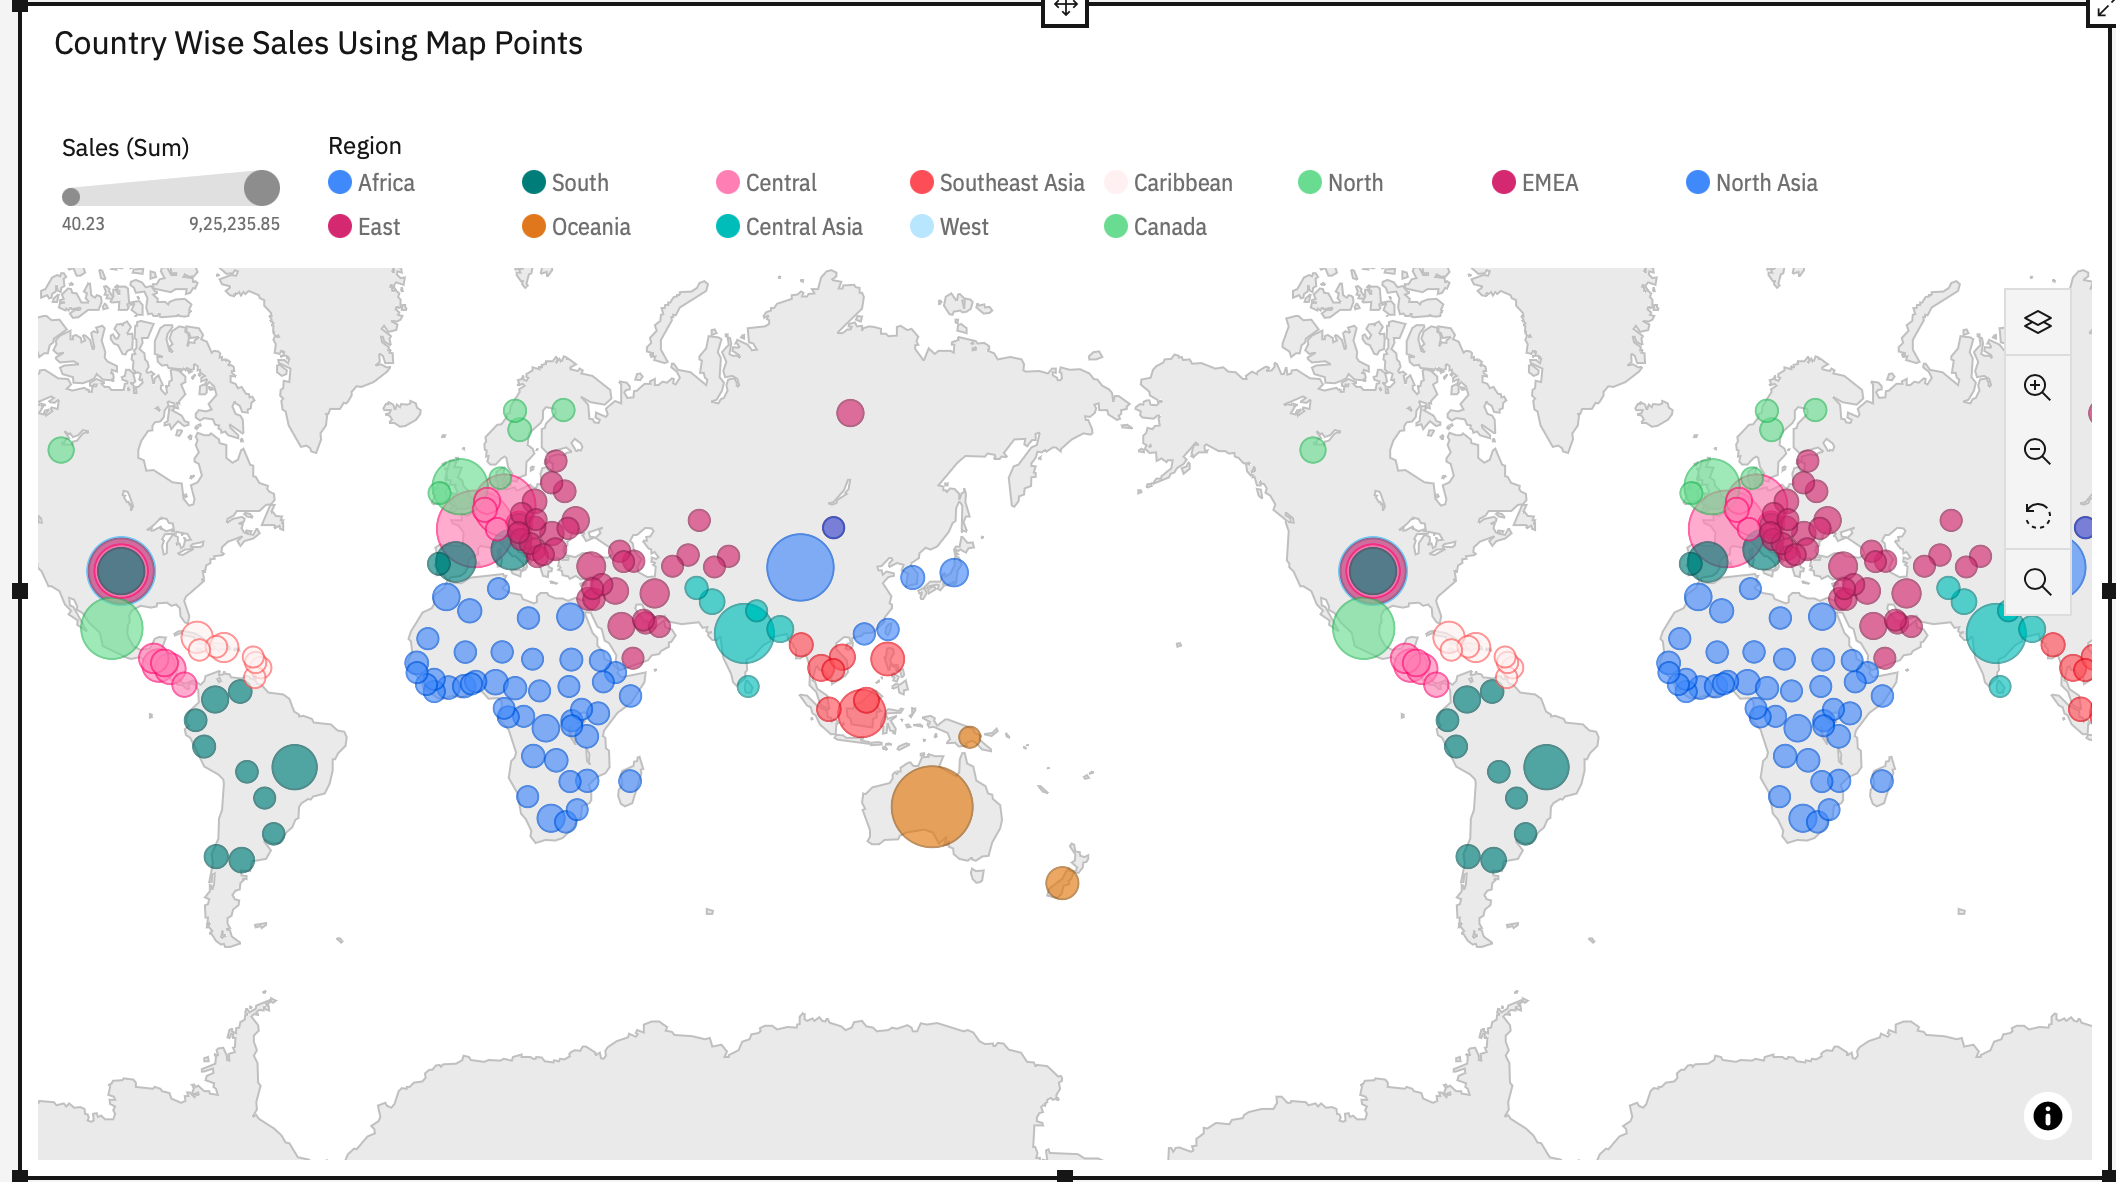 Country Wise Sales Using Map Points
Sales (Sum)
40.23 9,25,235.85
Region
Africa South Central Southeast Asia Caribbean North EMEA North Asia
East Oceania Central Asia West Canada